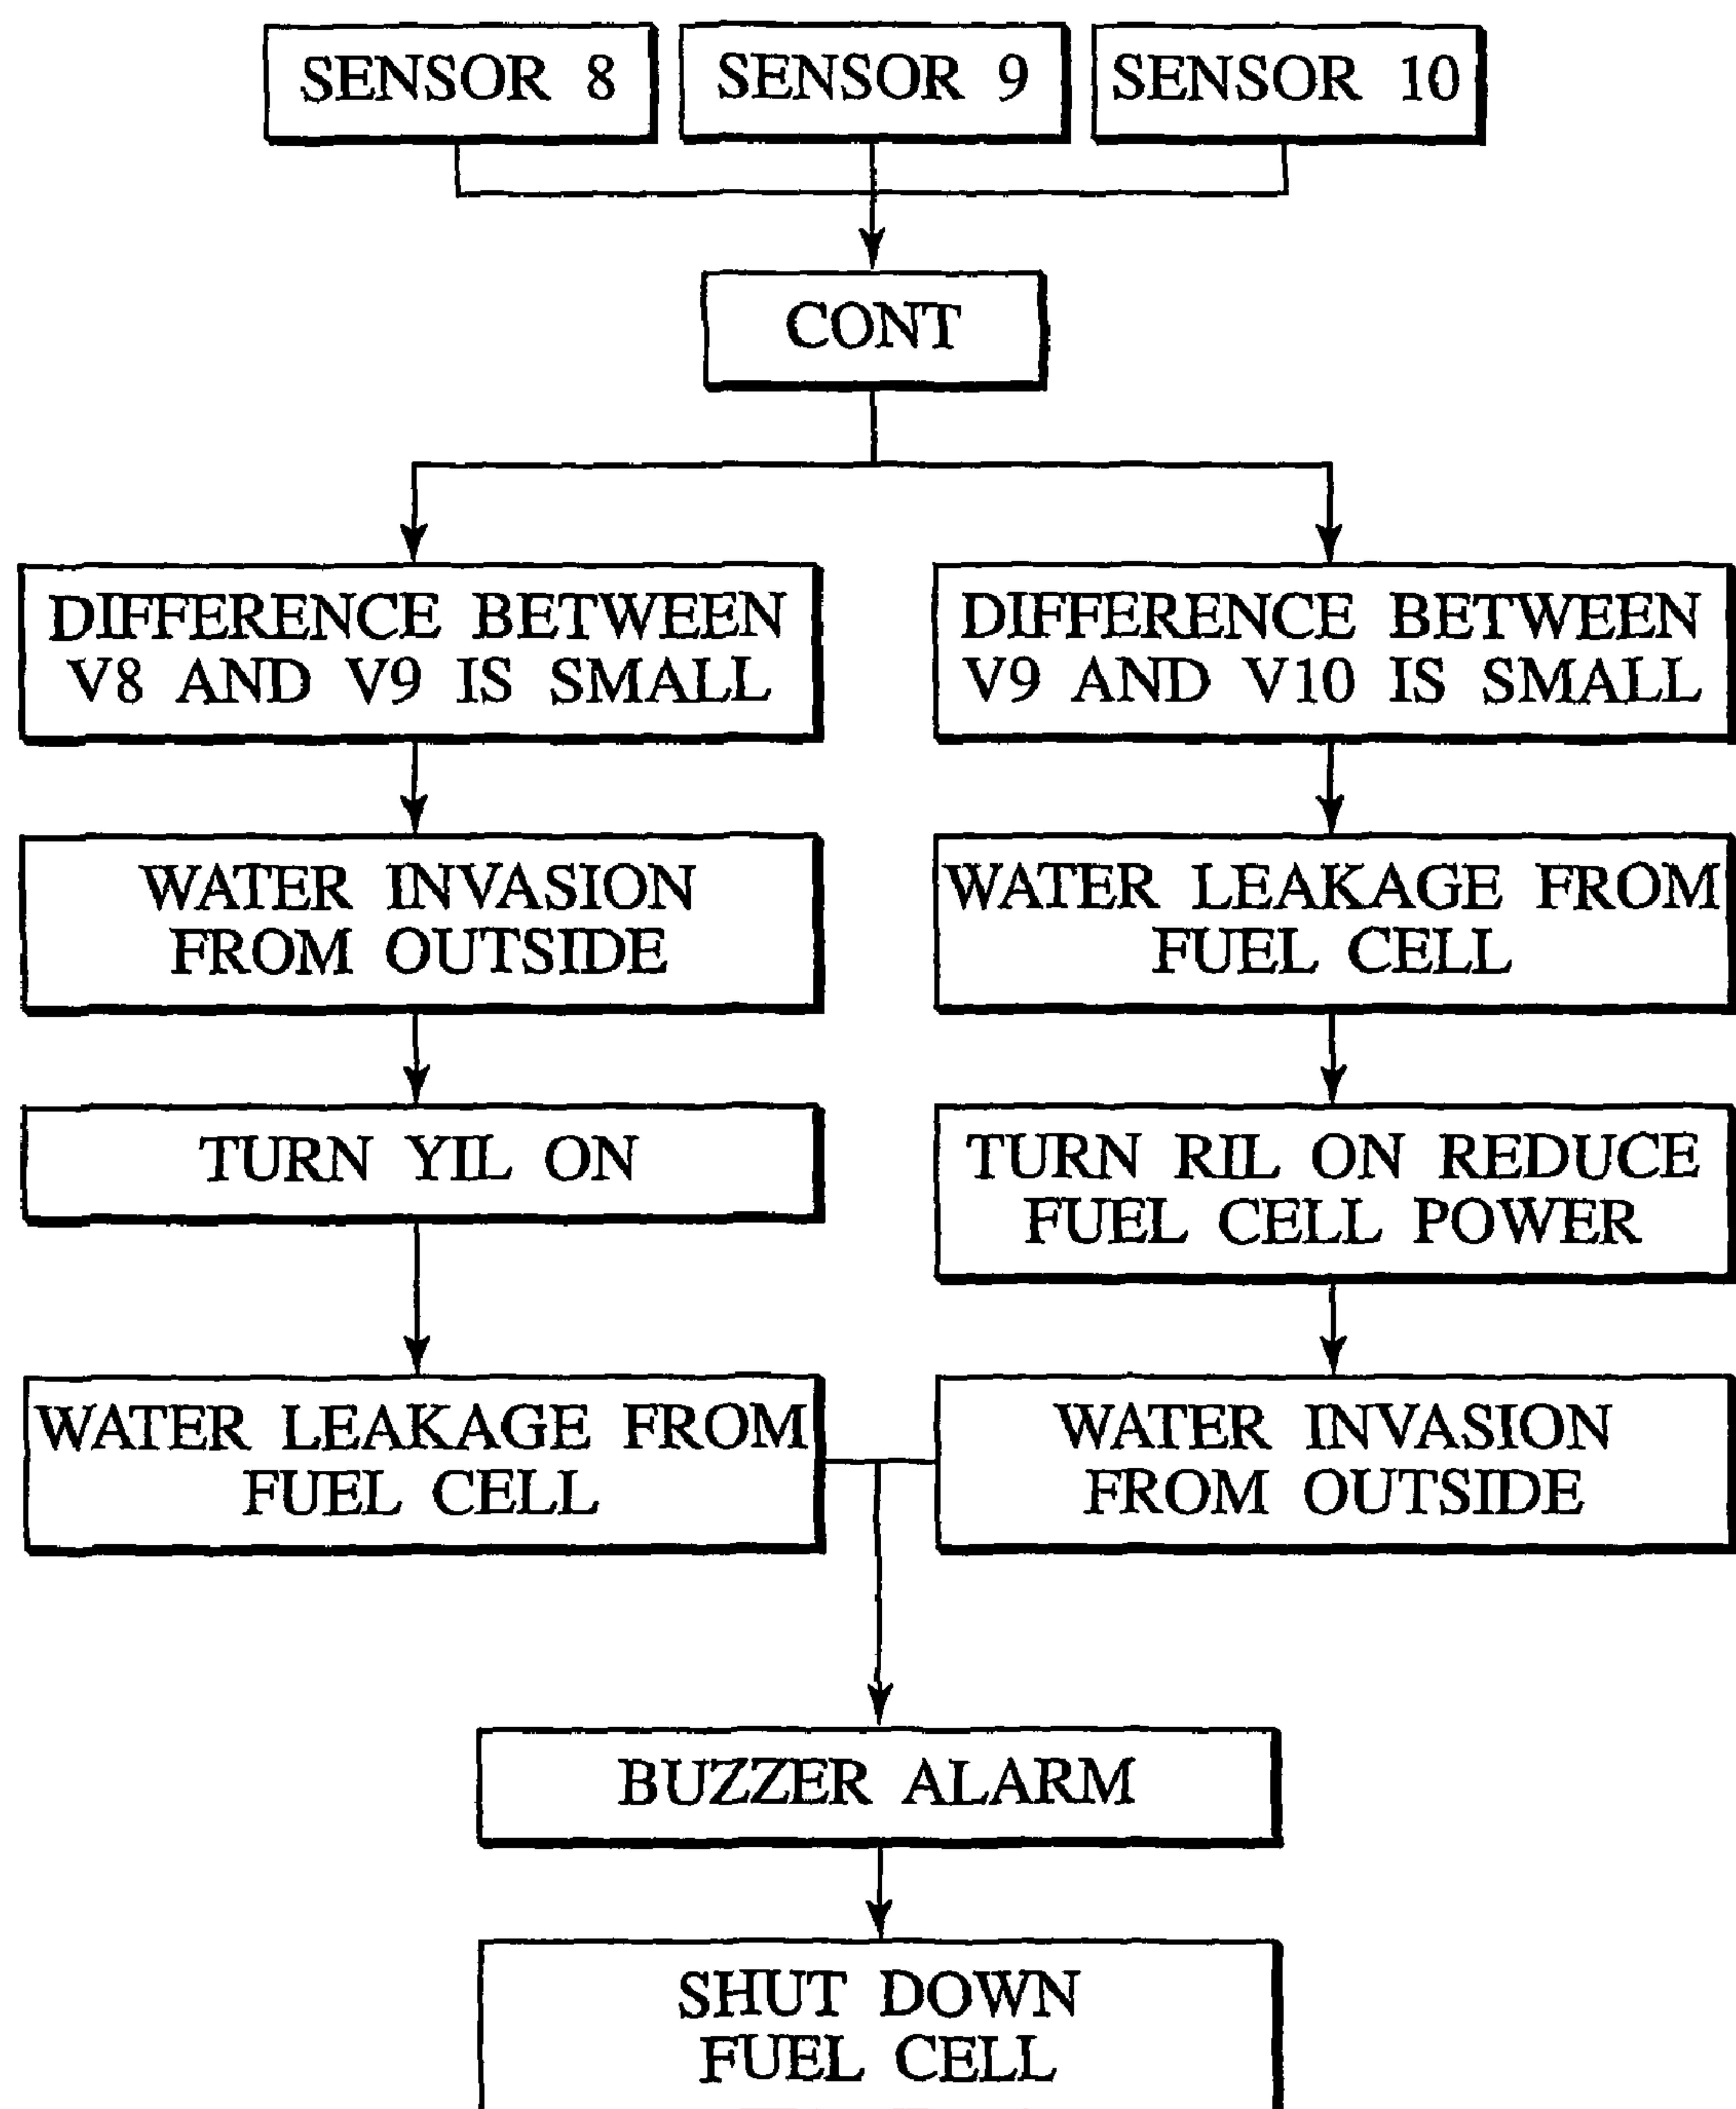 SENSOR 8
SENSOR 9
SENSOR 10
CONT
DIFFERENCE BETWEEN
V8 AND V9 IS SMALL
DIFFERENCE BETWEEN
V9 AND V10 IS SMALL
WATER INVASION
FROM OUTSIDE
WATER LEAKAGE FROM
FUEL CELL
TURN YIL ON
TURN RIL ON REDUCE
FUEL CELL POWER
WATER LEAKAGE FROM
FUEL CELL
WATER INVASION
FROM OUTSIDE
BUZZER ALARM
SHUT DOWN
FUEL CELL